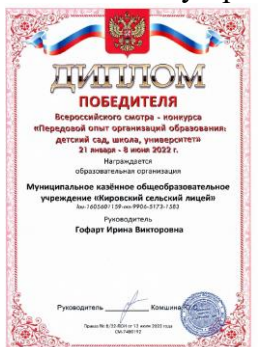 ДИПЛОМ
ПОБЕДИТЕЛЯ
Всероссийского смотра - конкурса
«Передовой опыт организаций образования:
детский сад, школа, университет»
21 января - 8 июня 2022 г.
Награждается
образовательная организация
Муниципальное казённое общеобразовательное
учреждение «Кировский сельский лицей»
Руководитель
Гофарт Ирина Викторовна
Руководитель